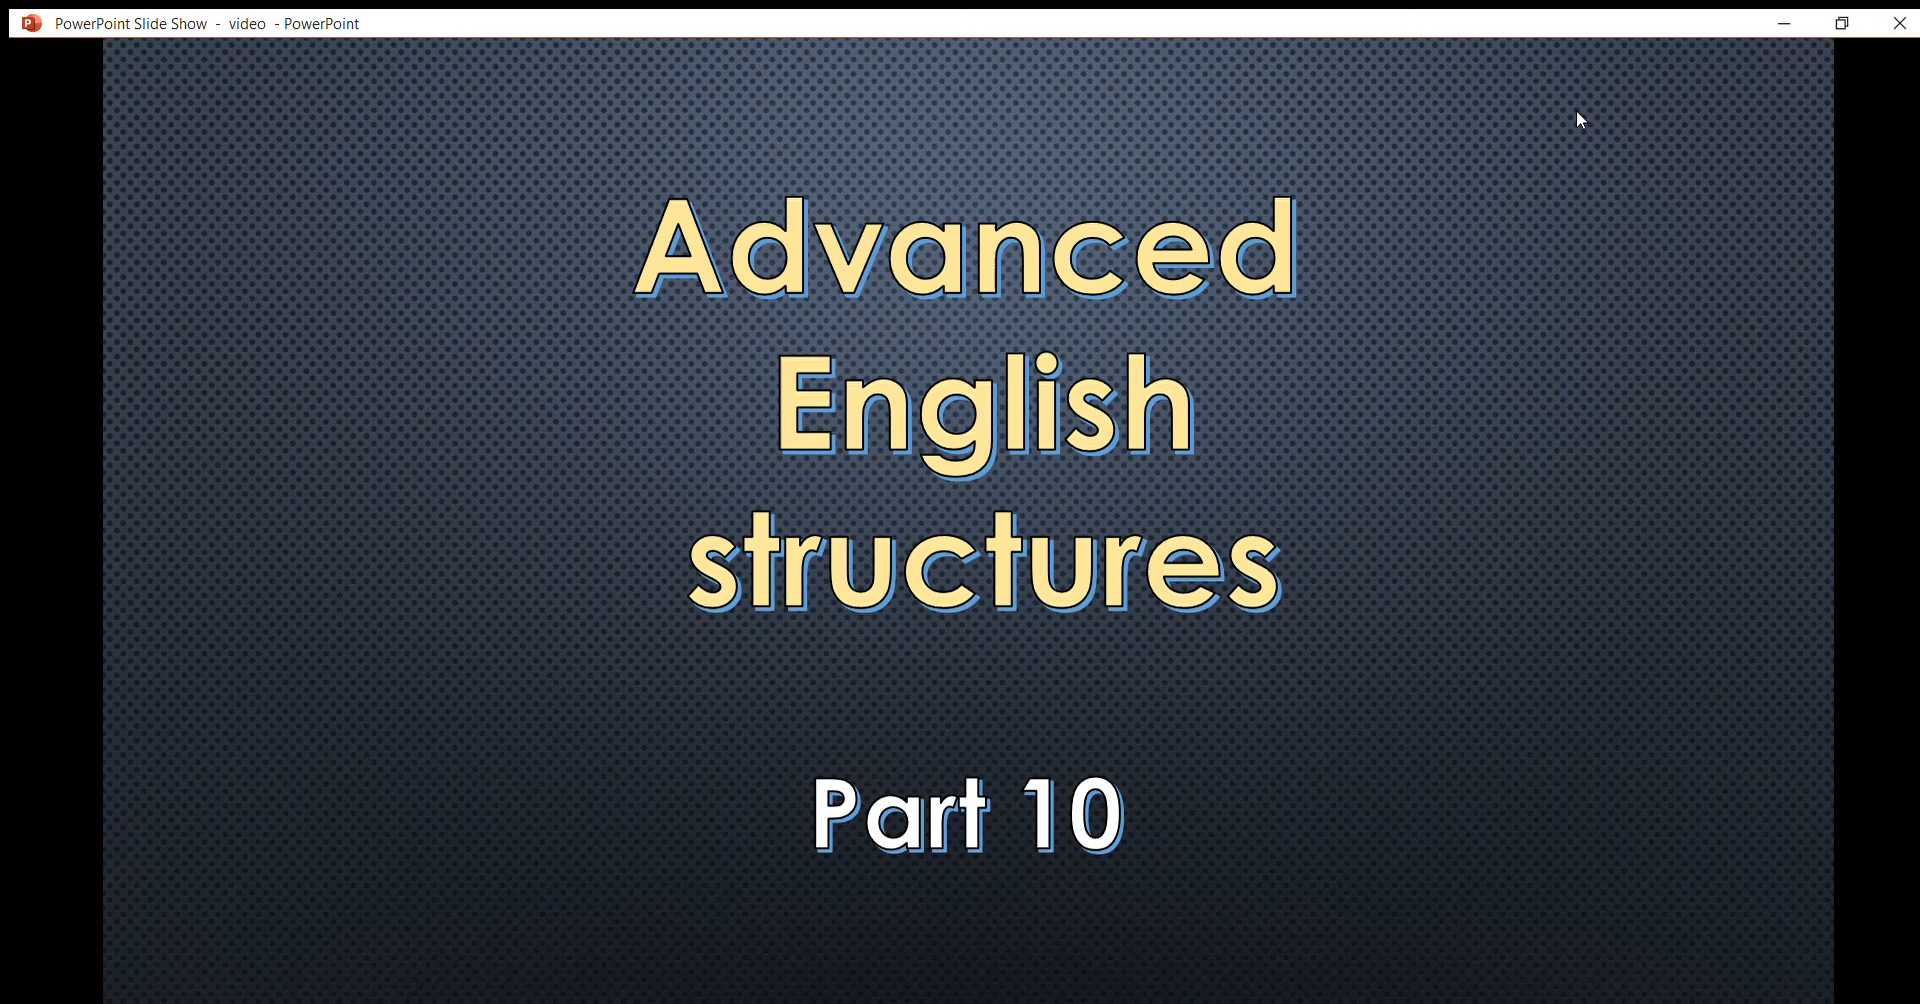 PowerPoint Slide Show - video - PowerPoint
Advanced
English
structures
Part 10